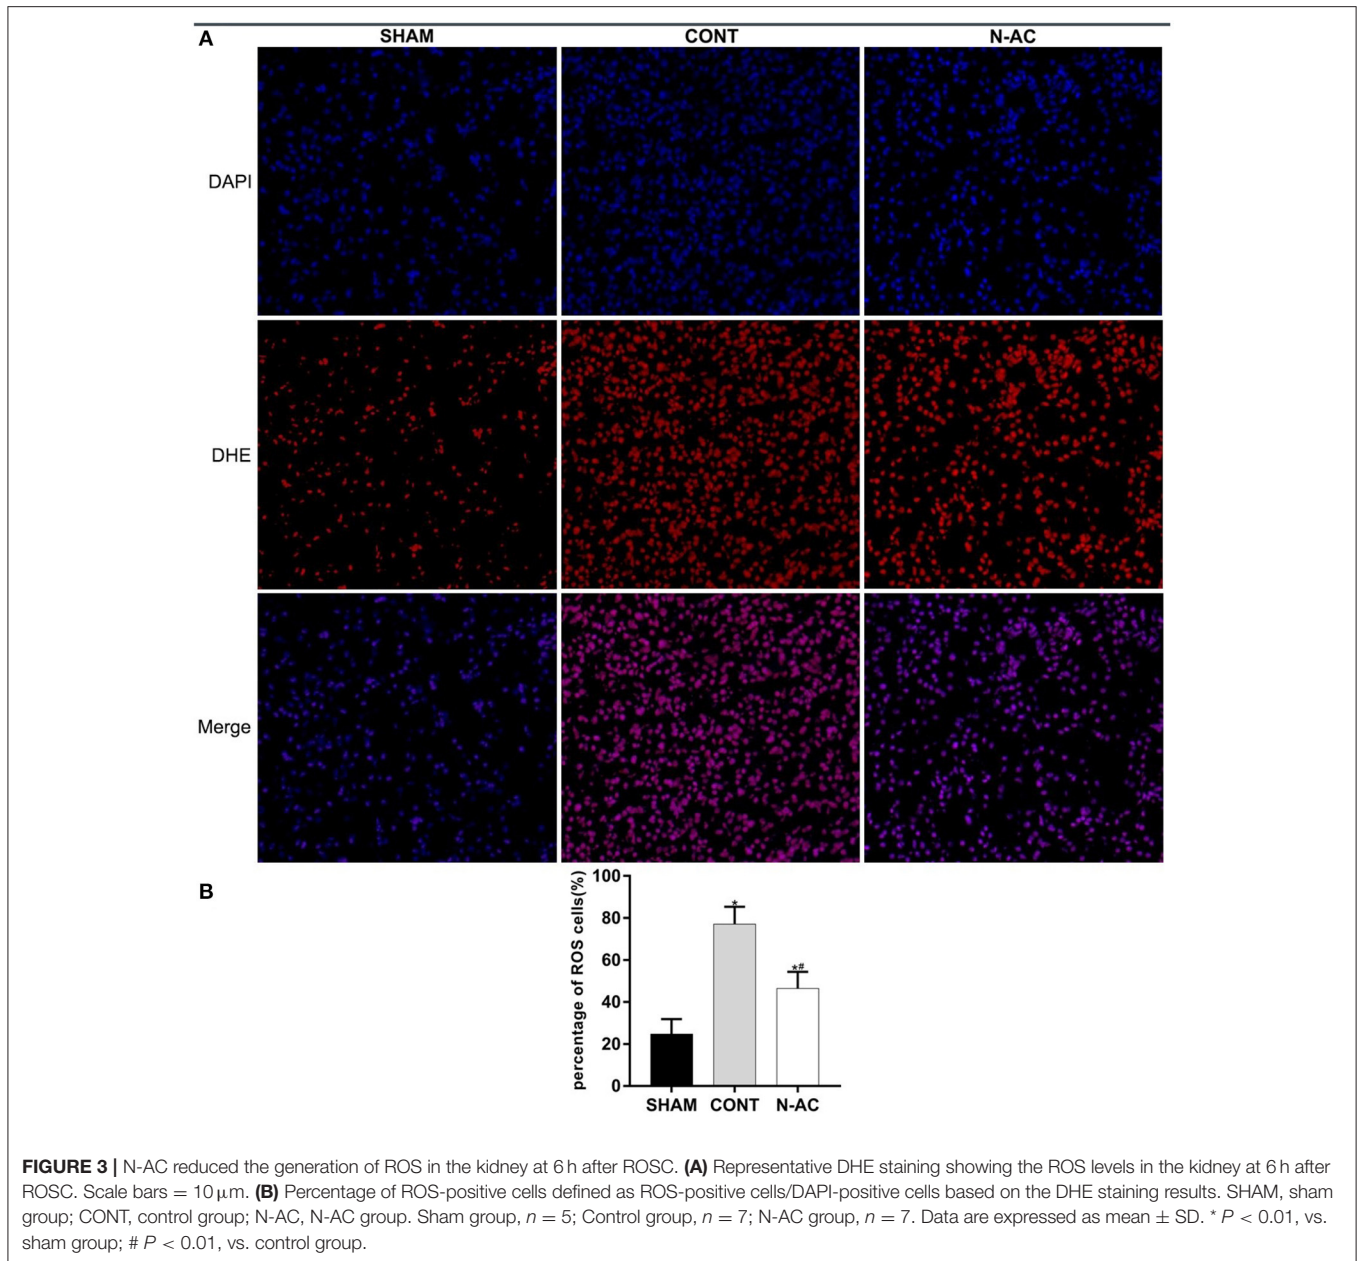 A
SHAM CONT N-AC
DAPI
DHE
Merge
B
percentage of ROS cells(%)
100
80
60
40
20
0
*
*#
SHAM CONT N-AC
FIGURE 3 | N-AC reduced the generation of ROS in the kidney at 6 h after ROSC. (A) Representative DHE staining showing the ROS levels in the kidney at 6 h after
ROSC. Scale bars = 10 μm. (B) Percentage of ROS-positive cells defined as ROS-positive cells/DAPI-positive cells based on the DHE staining results. SHAM, sham
group; CONT, control group; N-AC, N-AC group. Sham group, n = 5; Control group, n = 7; N-AC group, n = 7. Data are expressed as mean ± SD. * P < 0.01, vs.
sham group; # P < 0.01, vs. control group.